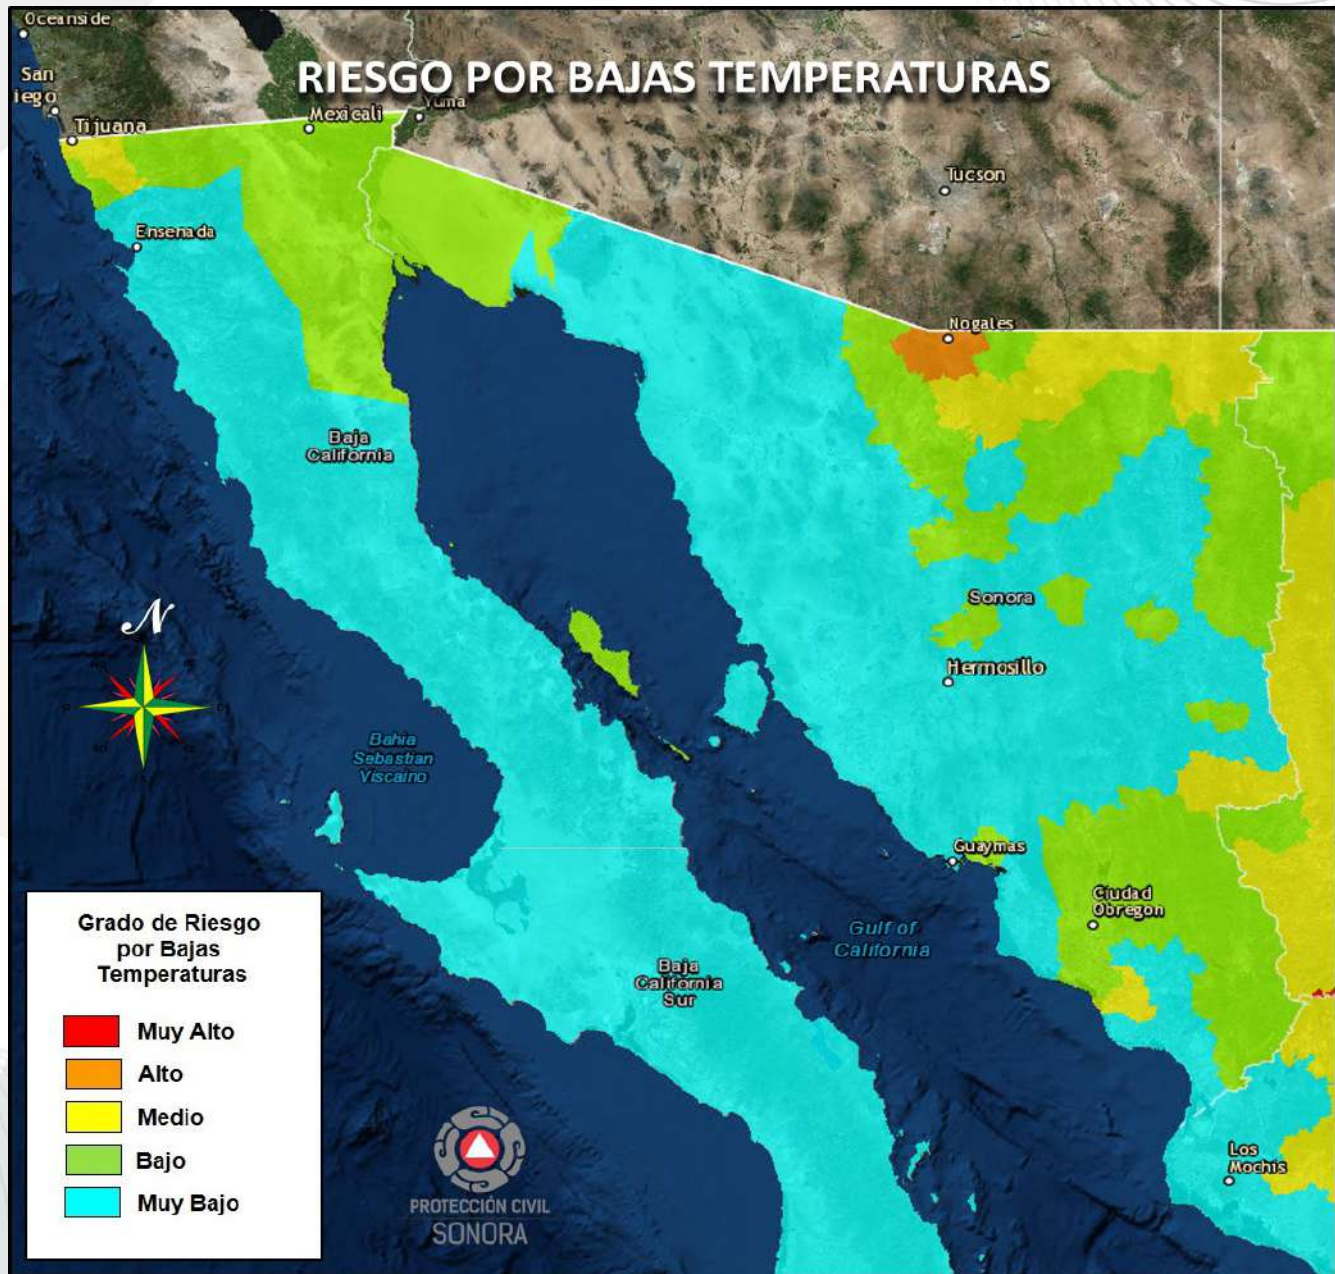 RIESGO POR BAJAS TEMPERATURAS
Oceanside
San
iego
Tijuana
Mexicali
Yuma
Tucson
Ensenada
Nogales
Baja
California
Sonora
Hermosillo
N
Bahia
Sebastian
Viscaino
Guaymas
Ciudad
Obregon
Gulf of
California
Baja
California
Sur
Los
Mochis
Grado de Riesgo
por Bajas
Temperaturas
Muy Alto
Alto
Medio
Bajo
Muy Bajo
PROTECCIÓN CIVIL
SONORA